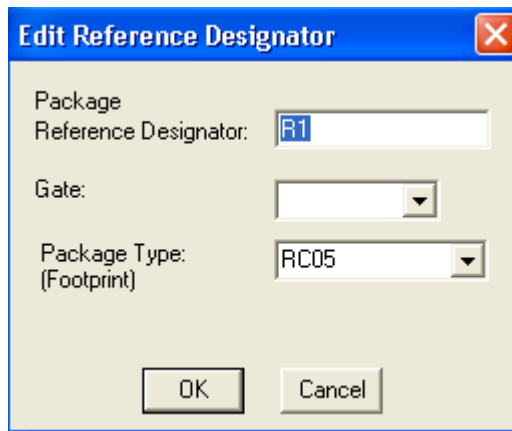 Edit Reference Designator
Package
Reference Designator: R1
Gate:
Package Type: RC05
(Footprint)
OK Cancel